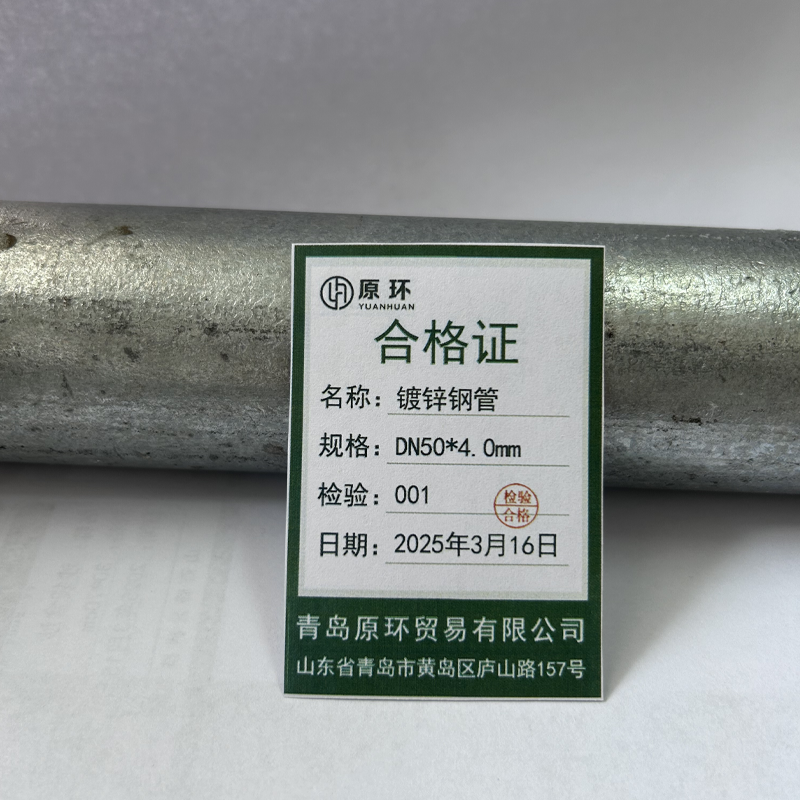 原环
YUANHUAN
合格证
名称：镀锌钢管
规格：DN50*4.0mm
检验：001
检验
合格
日期：2025年3月16日
青岛原环贸易有限公司
山东省青岛市黄岛区庐山路157号